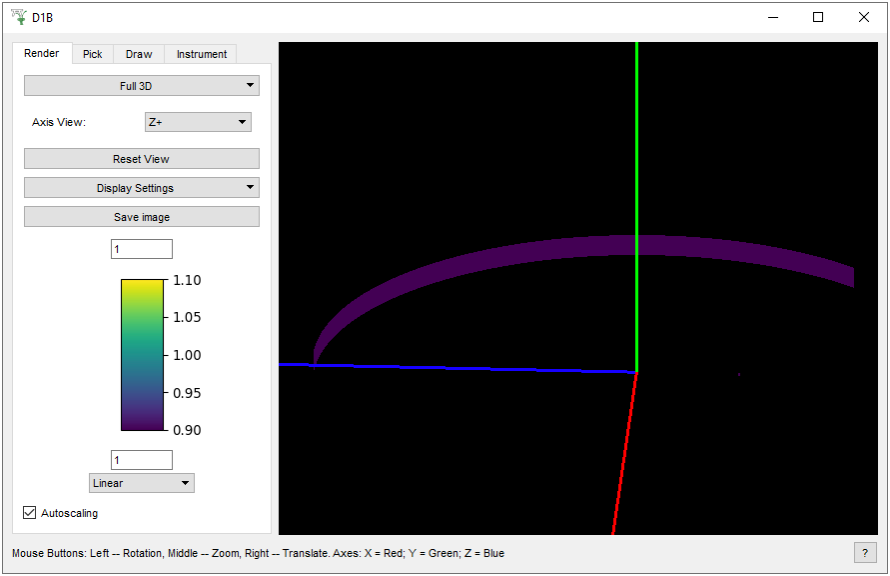 D1B
Render Pick Draw Instrument
Full 3D
Axis View: Z+
Reset View
Display Settings
Save image
1
1.10
1.05
1.00
0.95
0.90
1
Linear
Autoscaling
Mouse Buttons: Left -- Rotation, Middle -- Zoom, Right -- Translate. Axes: X = Red; Y = Green; Z = Blue
?